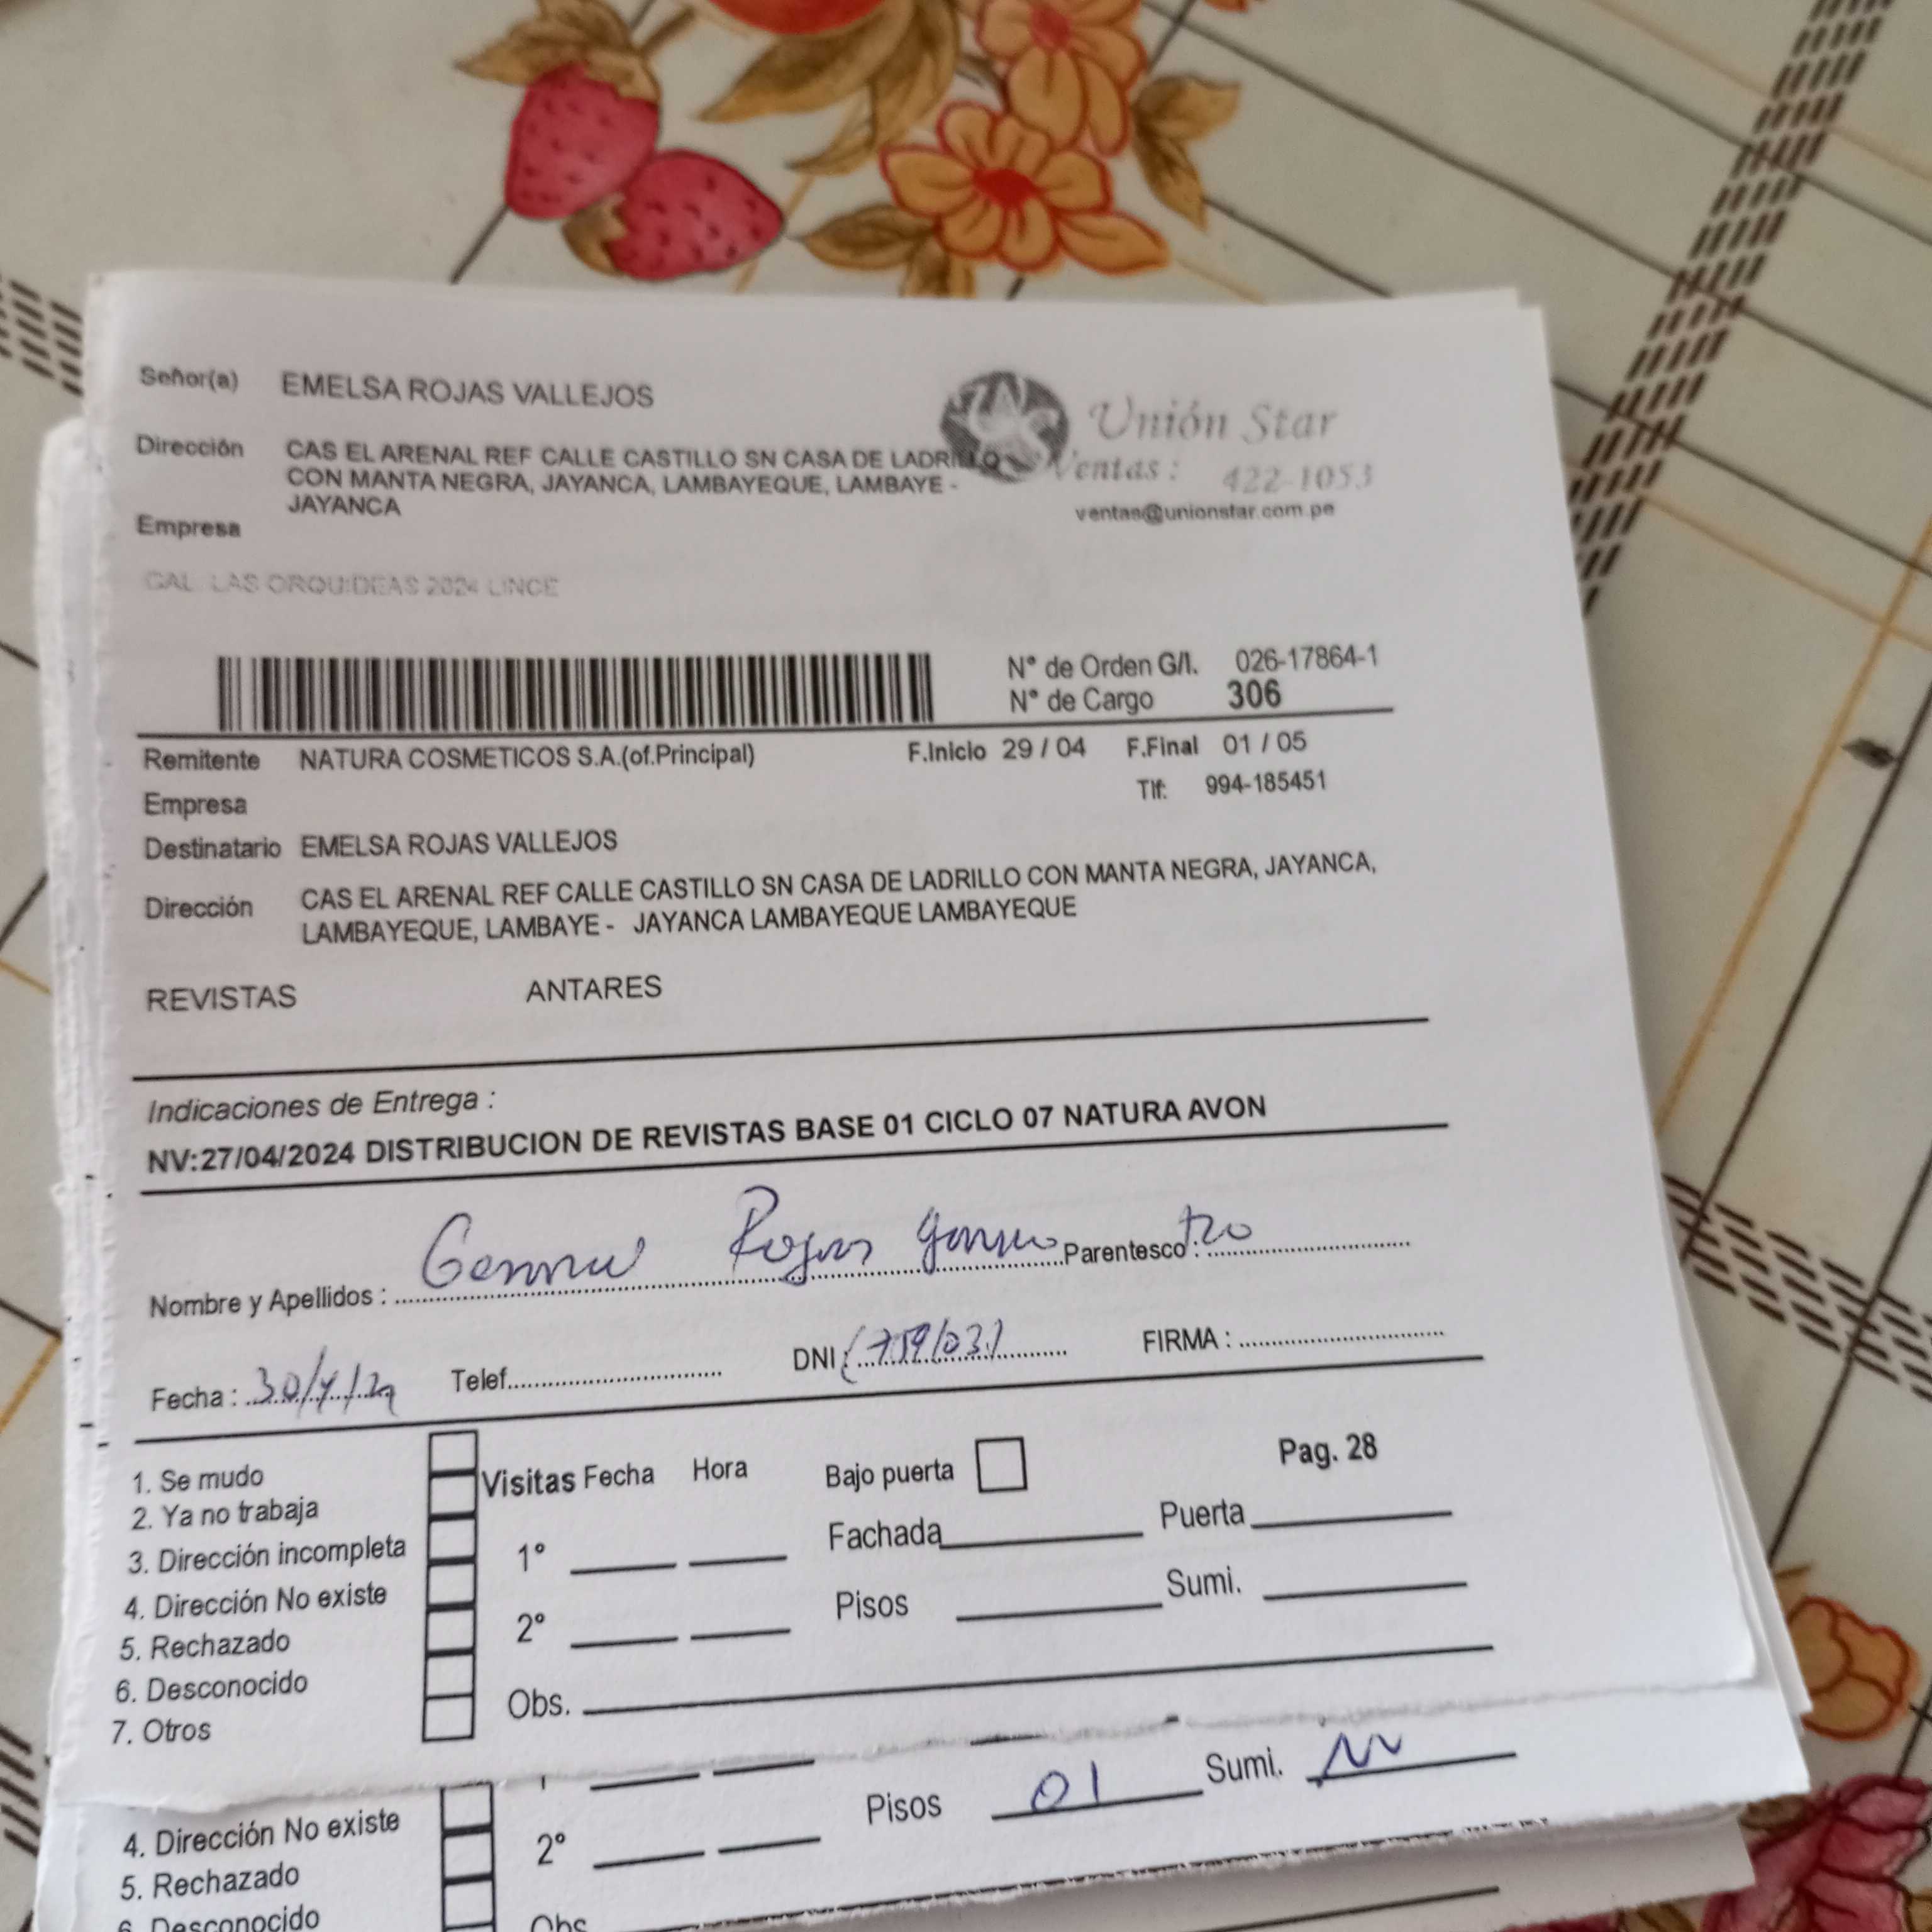 Señor(a) EMELSA ROJAS VALLEJOS
Unión Star
Dirección CAS EL ARENAL REF CALLE CASTILLO SN CASA DE LADRILLO
CON MANTA NEGRA, JAYANCA, LAMBAYEQUE, LAMBAYE -
JAYANCA
Ventas : 422-1053
ventas@unionstar.com.pe
Empresa
CAL. LAS ORQUIDEAS 2024 LINCE
N° de Orden G/I. 026-17864-1
N° de Cargo 306
Remitente NATURA COSMETICOS S.A.(of.Principal) F.Inicio 29 / 04 F.Final 01 / 05
Empresa Tlf: 994-185451
Destinatario EMELSA ROJAS VALLEJOS
Dirección CAS EL ARENAL REF CALLE CASTILLO SN CASA DE LADRILLO CON MANTA NEGRA, JAYANCA,
LAMBAYEQUE, LAMBAYE - JAYANCA LAMBAYEQUE LAMBAYEQUE
REVISTAS ANTARES
Indicaciones de Entrega :
NV:27/04/2024 DISTRIBUCION DE REVISTAS BASE 01 CICLO 07 NATURA AVON
Nombre y Apellidos : Rojas Parentesco :
Fecha : 30/4/24 Telef. DNI FIRMA :
1. Se mudo Visitas Fecha Hora Bajo puerta Pag. 28
2. Ya no trabaja
3. Dirección incompleta 1° Fachada Puerta
4. Dirección No existe
5. Rechazado 2° Pisos Sumi.
6. Desconocido
7. Otros Obs.
Pisos 01 Sumi.
4. Dirección No existe
5. Rechazado 2°
6. Desconocido Obs